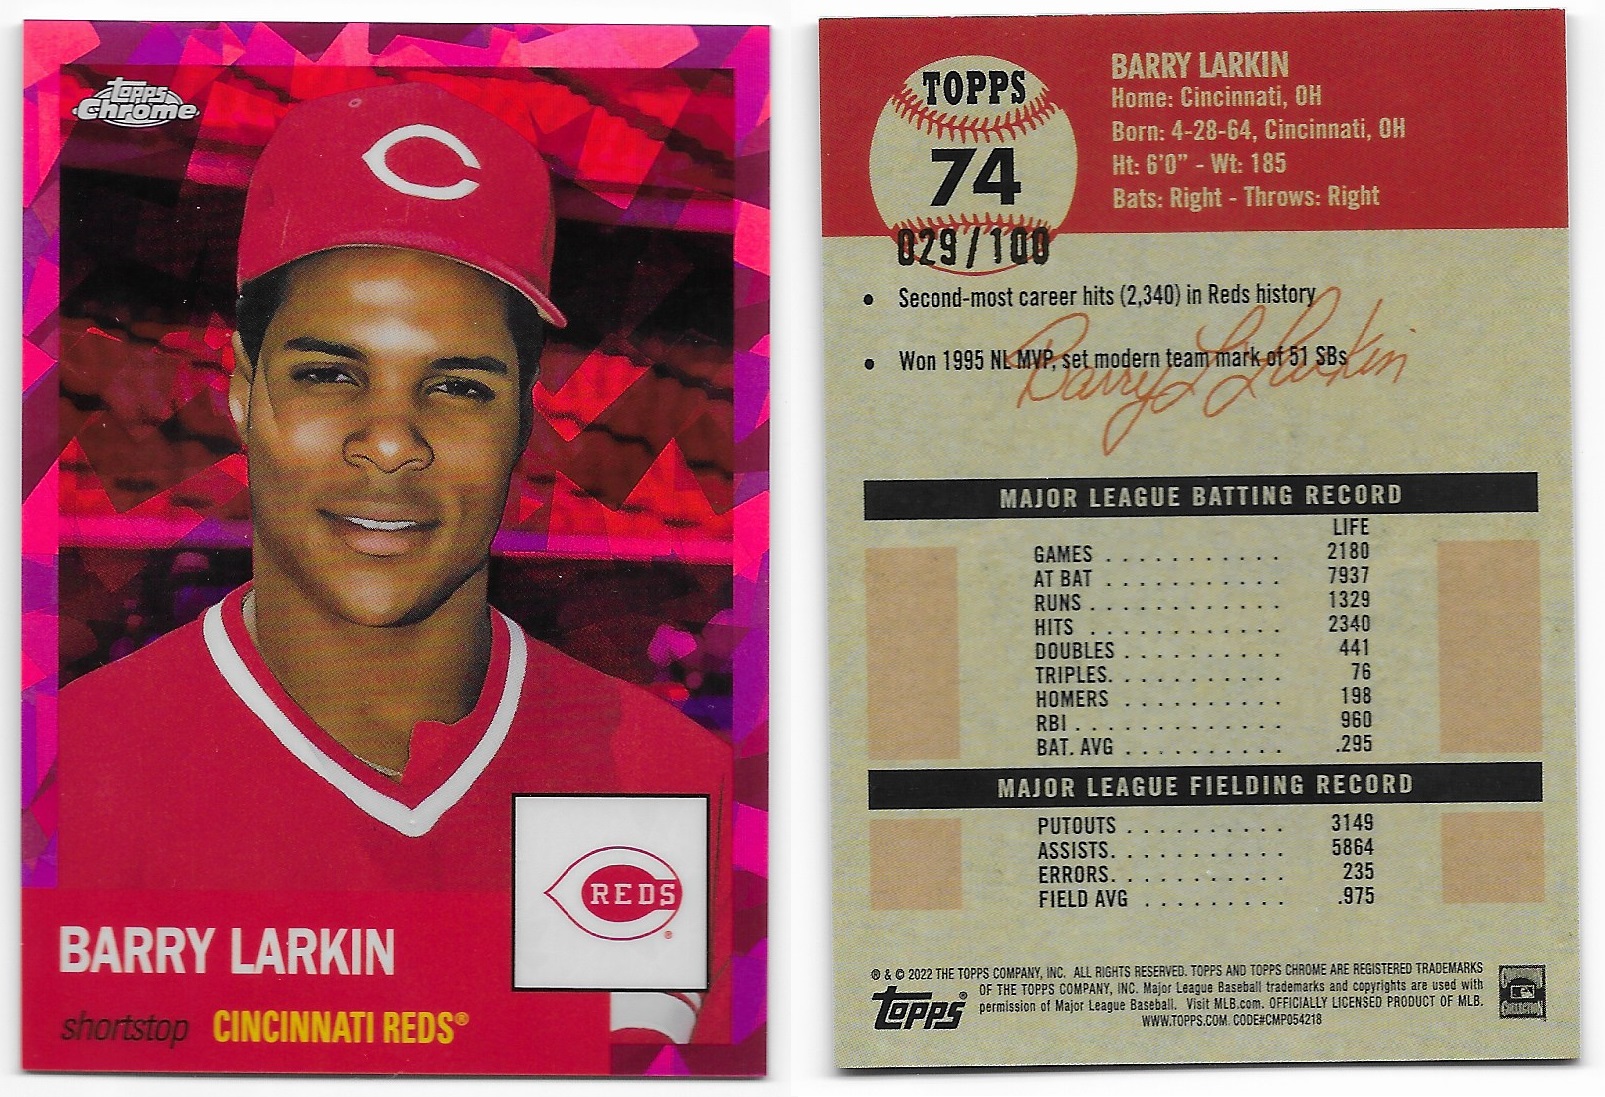 Topps
Chrome
REDS
®
BARRY LARKIN
shortstop CINCINNATI REDS®
TOPPS
74
029/100
BARRY LARKIN
Home: Cincinnati, OH
Born: 4-28-64, Cincinnati, OH
Ht: 6'0" - Wt: 185
Bats: Right - Throws: Right
• Second-most career hits (2,340) in Reds history
• Won 1995 NL MVP, set modern team mark of 51 SBs
Barry L Larkin
MAJOR LEAGUE BATTING RECORD
LIFE
GAMES . . . . . . . . . . . 2180
AT BAT . . . . . . . . . . . 7937
RUNS . . . . . . . . . . . . 1329
HITS . . . . . . . . . . . . 2340
DOUBLES . . . . . . . . . . 441
TRIPLES. . . . . . . . . . . 76
HOMERS . . . . . . . . . . 198
RBI . . . . . . . . . . . . . 960
BAT. AVG . . . . . . . . . . .295
MAJOR LEAGUE FIELDING RECORD
PUTOUTS . . . . . . . . . . 3149
ASSISTS. . . . . . . . . . . 5864
ERRORS. . . . . . . . . . . 235
FIELD AVG . . . . . . . . . .975
® & © 2022 THE TOPPS COMPANY, INC. ALL RIGHTS RESERVED. TOPPS AND TOPPS CHROME ARE REGISTERED TRADEMARKS
OF THE TOPPS COMPANY, INC. Major League Baseball trademarks and copyrights are used with
permission of Major League Baseball. Visit MLB.com. OFFICIALLY LICENSED PRODUCT OF MLB.
WWW.TOPPS.COM. CODE#CMP054218
Topps®
COLLECTION